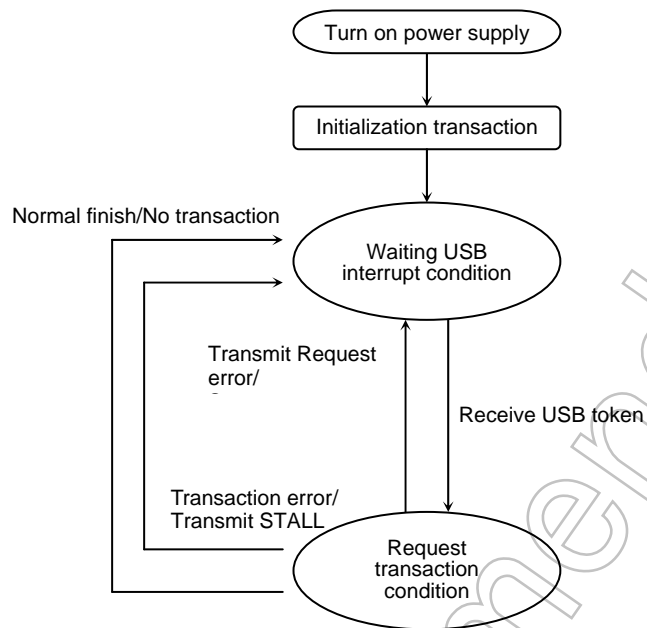 Turn on power supply
Initialization transaction
Normal finish/No transaction
Waiting USB
interrupt condition
Transmit Request
error/
Receive USB token
Transaction error/
Transmit STALL
Request
transaction
condition